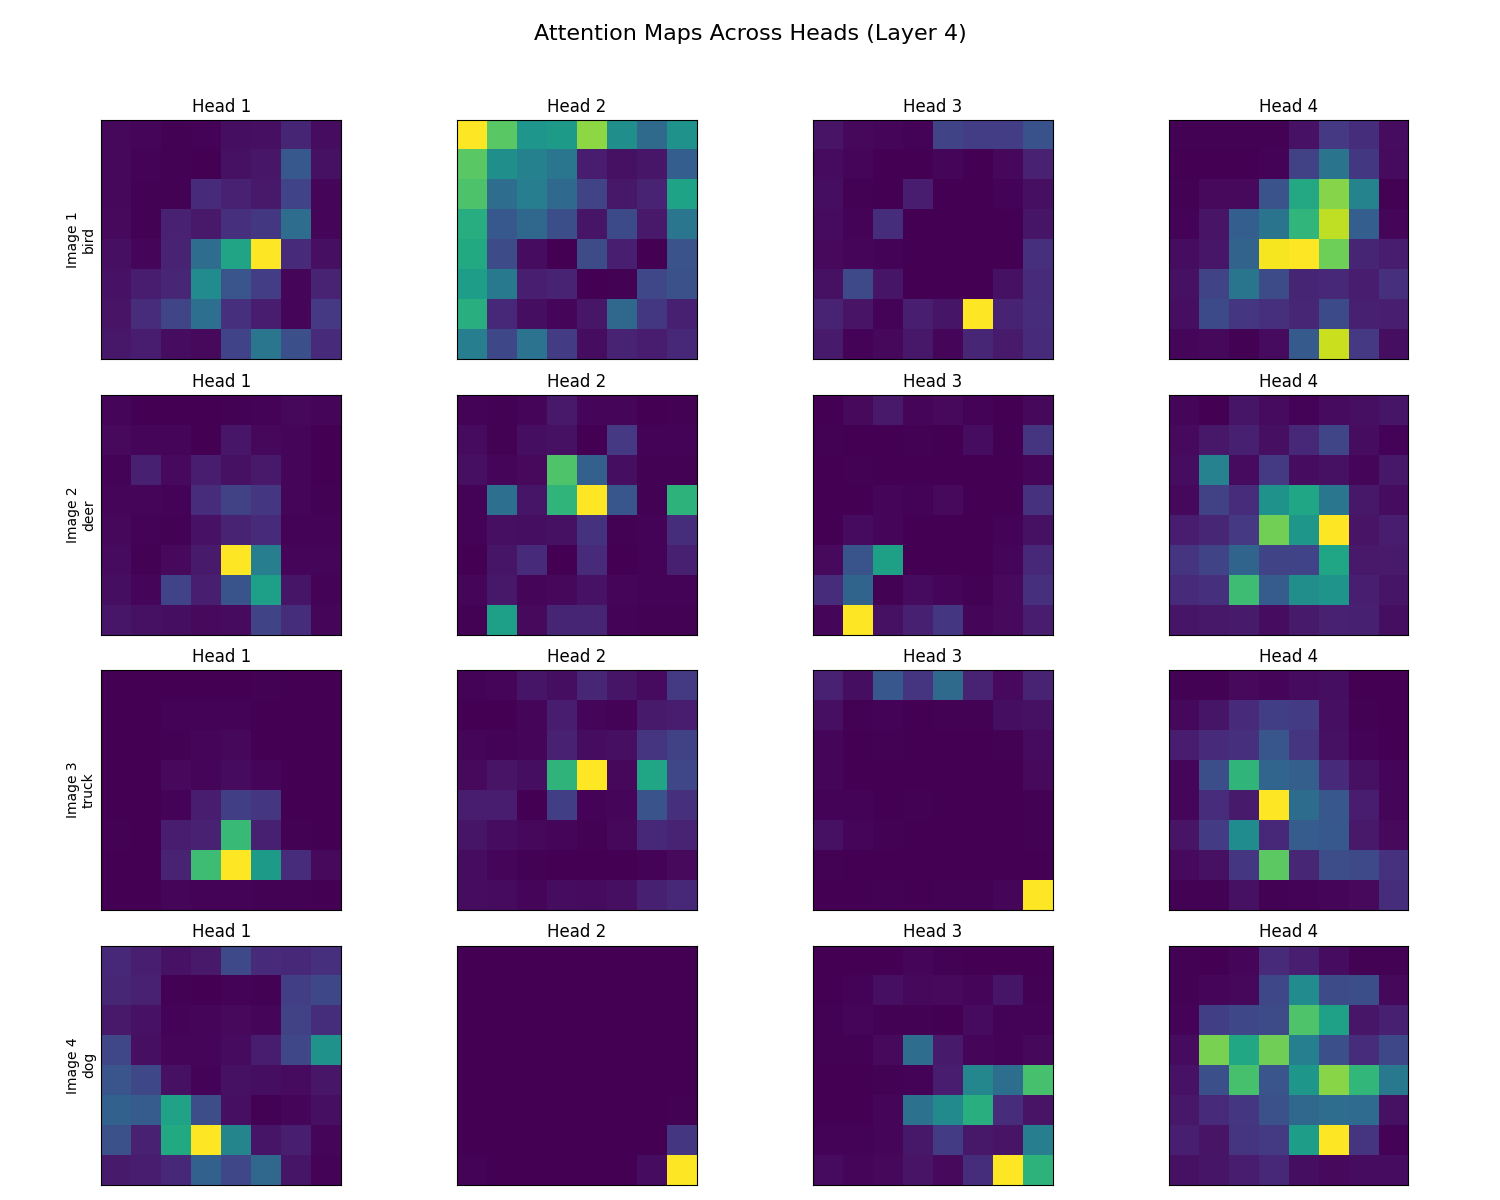 Attention Maps Across Heads (Layer 4)
Head 1
Head 2
Head 3
Head 4
Image 1
bird
Head 1
Head 2
Head 3
Head 4
Image 2
deer
Head 1
Head 2
Head 3
Head 4
Image 3
truck
Head 1
Head 2
Head 3
Head 4
Image 4
dog